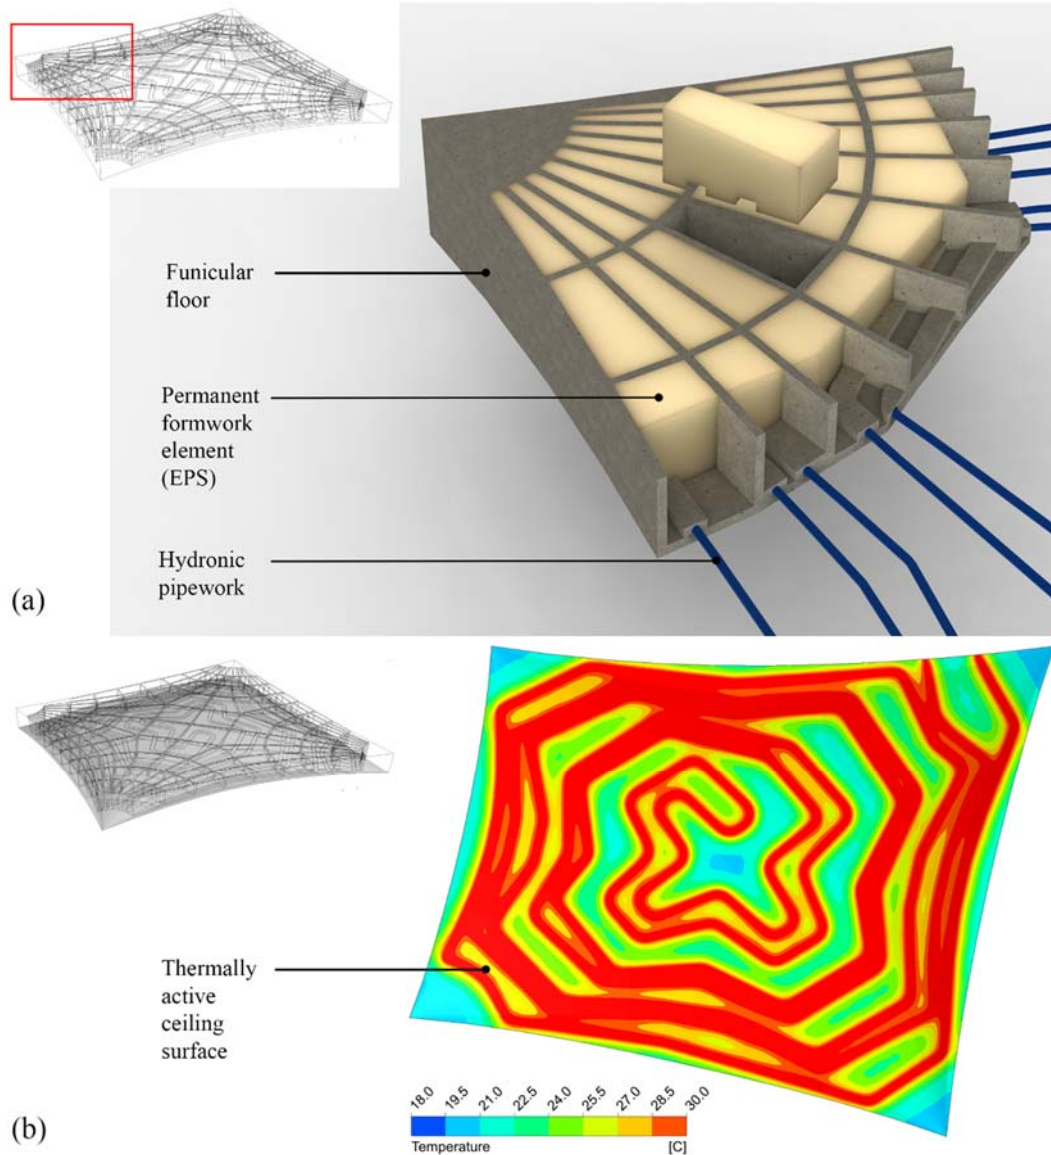 Funicular
floor
Permanent
formwork
element
(EPS)
Hydronic
pipework
(a)
Thermally
active
ceiling
surface
18.0 19.5 21.0 22.5 24.0 25.5 27.0 28.5 30.0
Temperature [C]
(b)